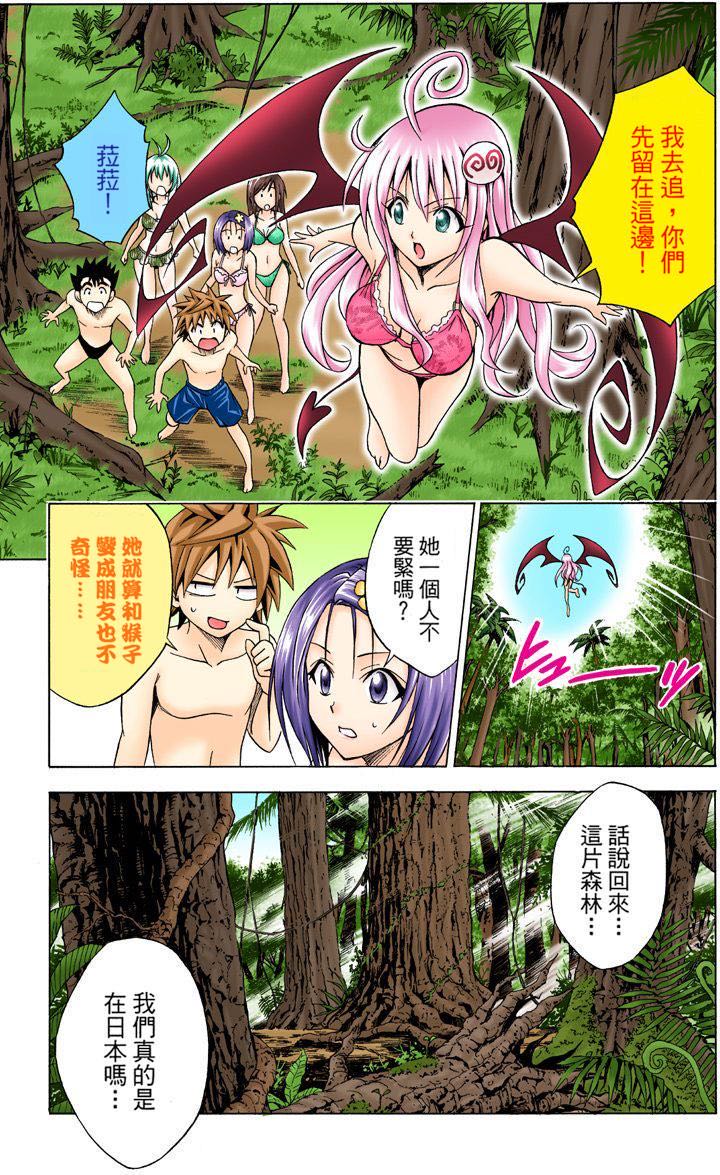 我去追，你們
先留在這邊！
菈菈！
ビューーッ
她一個人不
要緊嗎？
她就算和猴子
變成朋友也不
奇怪……
話說回來…
這片森林…
我們真的是
在日本嗎…